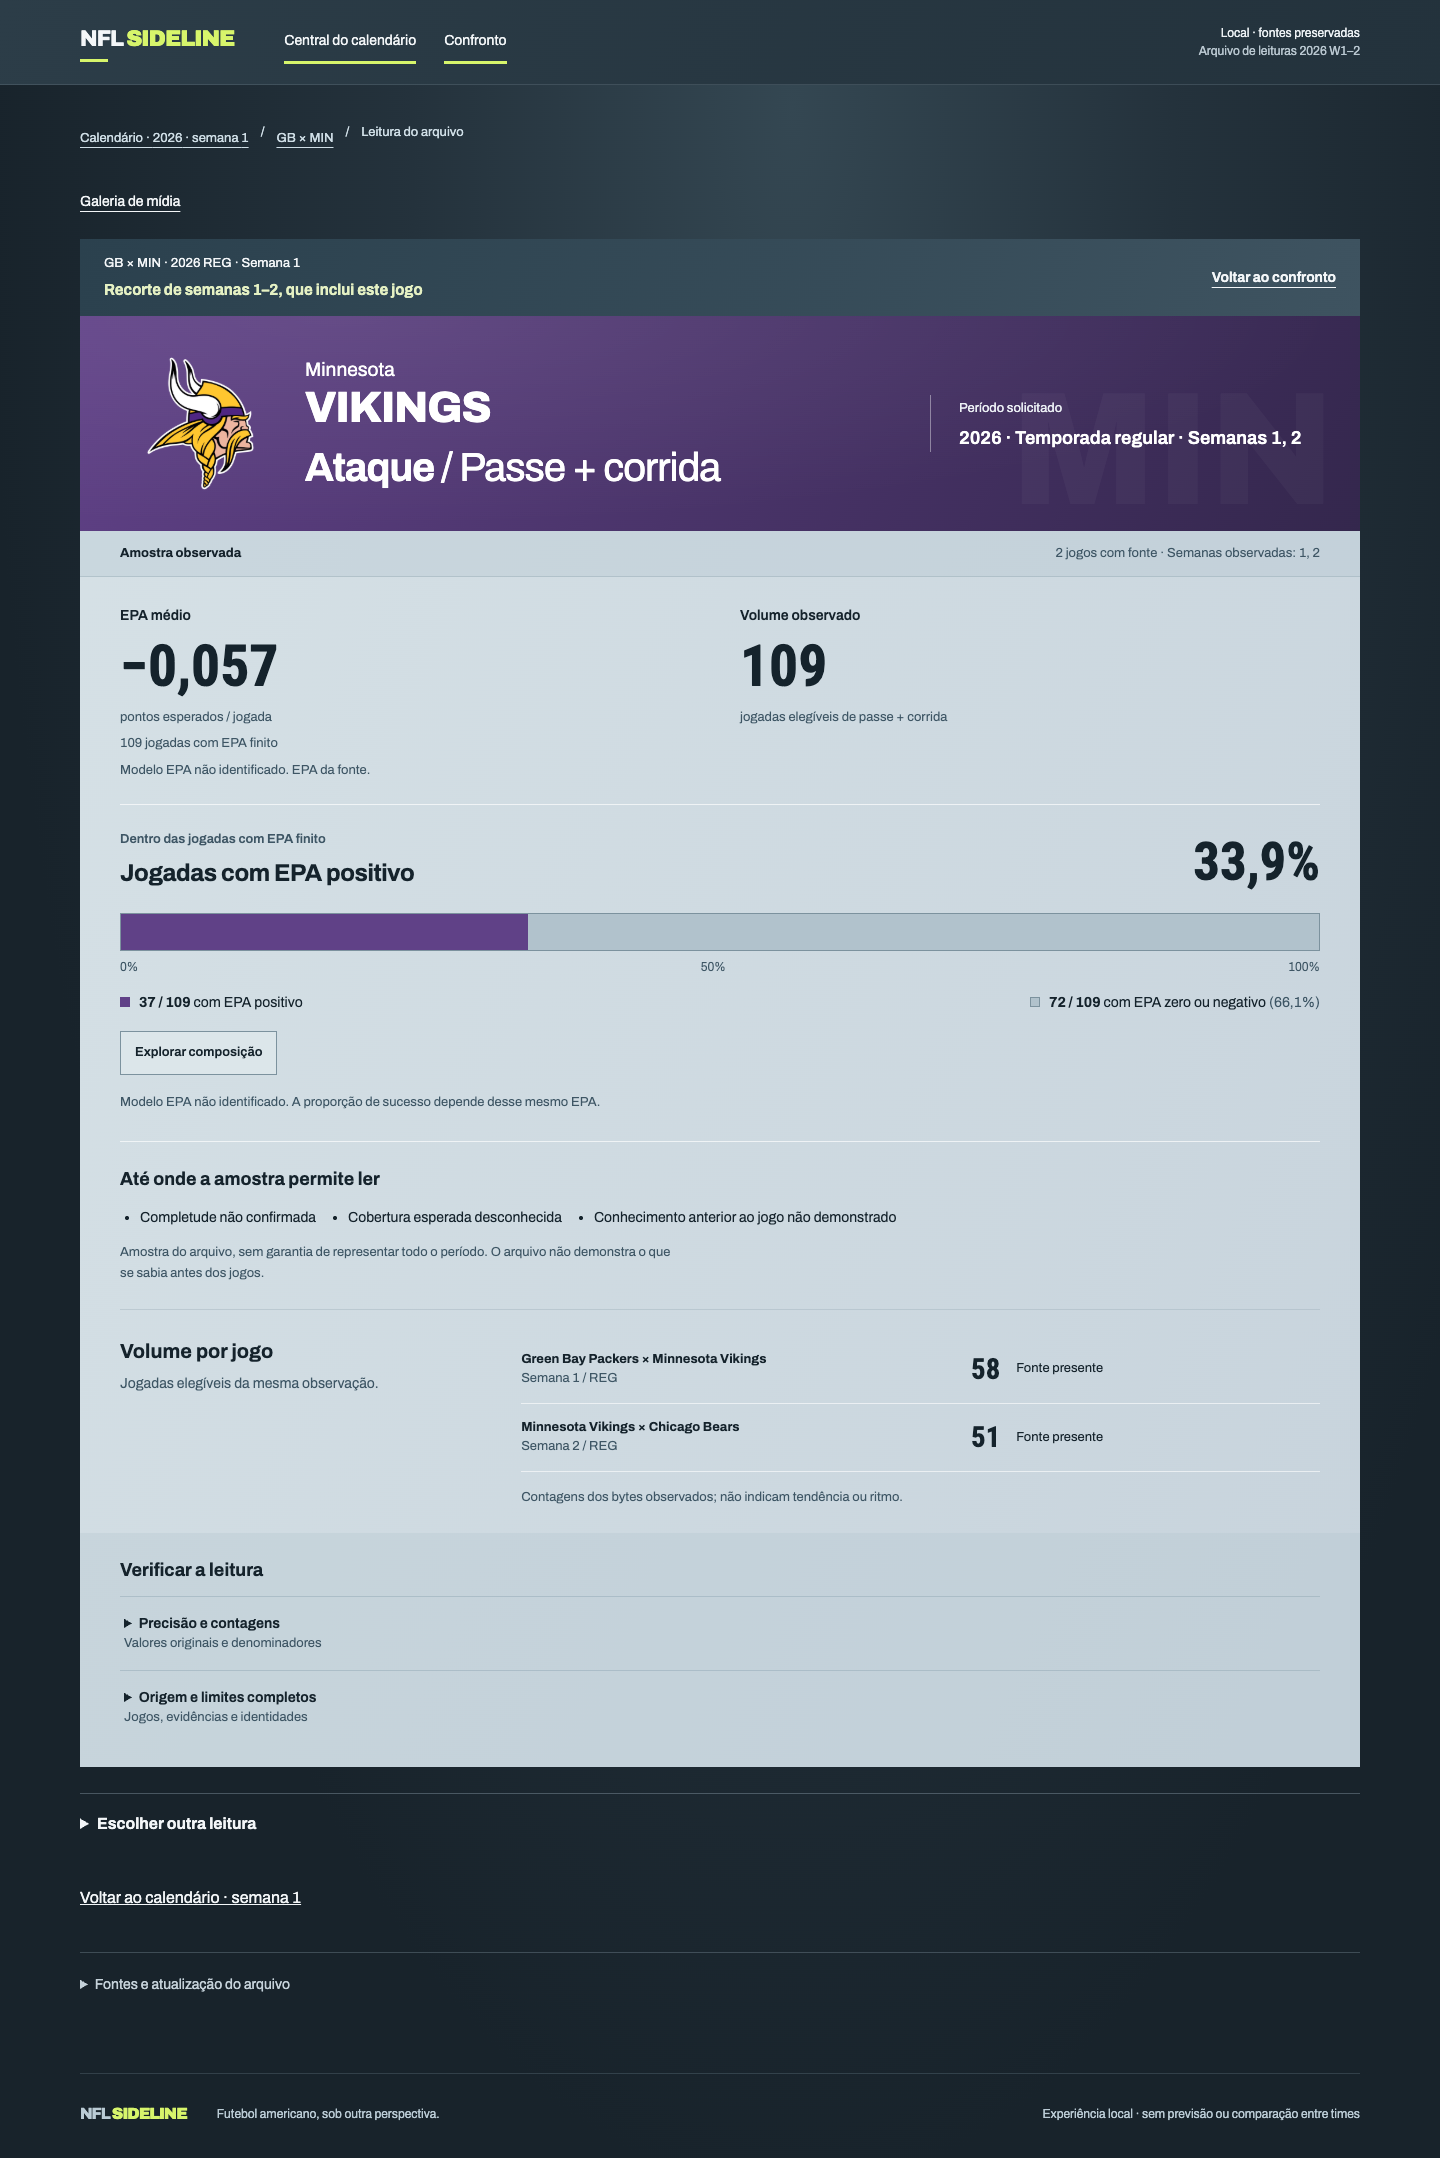 NFL SIDELINE
Central do calendário
Confronto
Local · fontes preservadas
Arquivo de leituras 2026 W1–2
Calendário · 2026 · semana 1 / GB × MIN / Leitura do arquivo
Galeria de mídia
GB × MIN · 2026 REG · Semana 1
Recorte de semanas 1–2, que inclui este jogo
Voltar ao confronto
Minnesota
VIKINGS
Ataque / Passe + corrida
MIN
Período solicitado
2026 · Temporada regular · Semanas 1, 2
Amostra observada
2 jogos com fonte · Semanas observadas: 1, 2
EPA médio
−0,057
pontos esperados / jogada
109 jogadas com EPA finito
Modelo EPA não identificado. EPA da fonte.
Volume observado
109
jogadas elegíveis de passe + corrida
Dentro das jogadas com EPA finito
Jogadas com EPA positivo
33,9%
0%
50%
100%
37 / 109 com EPA positivo
72 / 109 com EPA zero ou negativo (66,1%)
Explorar composição
Modelo EPA não identificado. A proporção de sucesso depende desse mesmo EPA.
Até onde a amostra permite ler
• Completude não confirmada • Cobertura esperada desconhecida • Conhecimento anterior ao jogo não demonstrado
Amostra do arquivo, sem garantia de representar todo o período. O arquivo não demonstra o que
se sabia antes dos jogos.
Volume por jogo
Jogadas elegíveis da mesma observação.
Green Bay Packers × Minnesota Vikings
Semana 1 / REG
58 Fonte presente
Minnesota Vikings × Chicago Bears
Semana 2 / REG
51 Fonte presente
Contagens dos bytes observados; não indicam tendência ou ritmo.
Verificar a leitura
Precisão e contagens
Valores originais e denominadores
Origem e limites completos
Jogos, evidências e identidades
Escolher outra leitura
Voltar ao calendário · semana 1
Fontes e atualização do arquivo
NFL SIDELINE
Futebol americano, sob outra perspectiva.
Experiência local · sem previsão ou comparação entre times